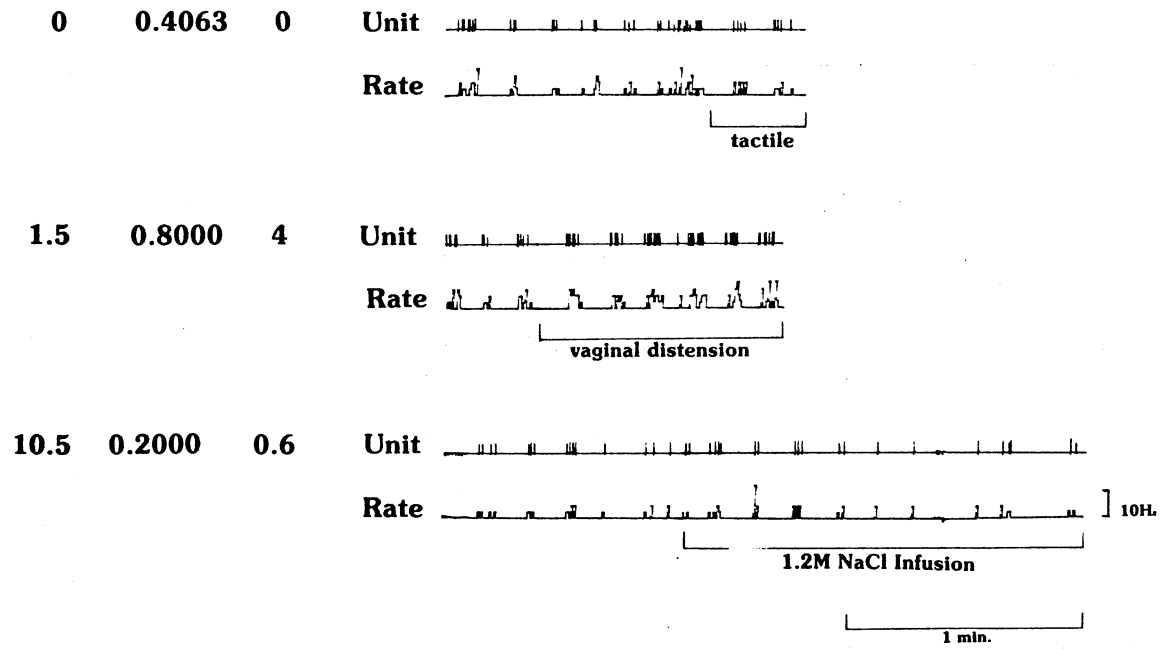 0 0.4063 0 Unit
Rate
tactile
1.5 0.8000 4 Unit
Rate
vaginal distension
10.5 0.2000 0.6 Unit
Rate 10H.
1.2M NaCl Infusion
1 min.